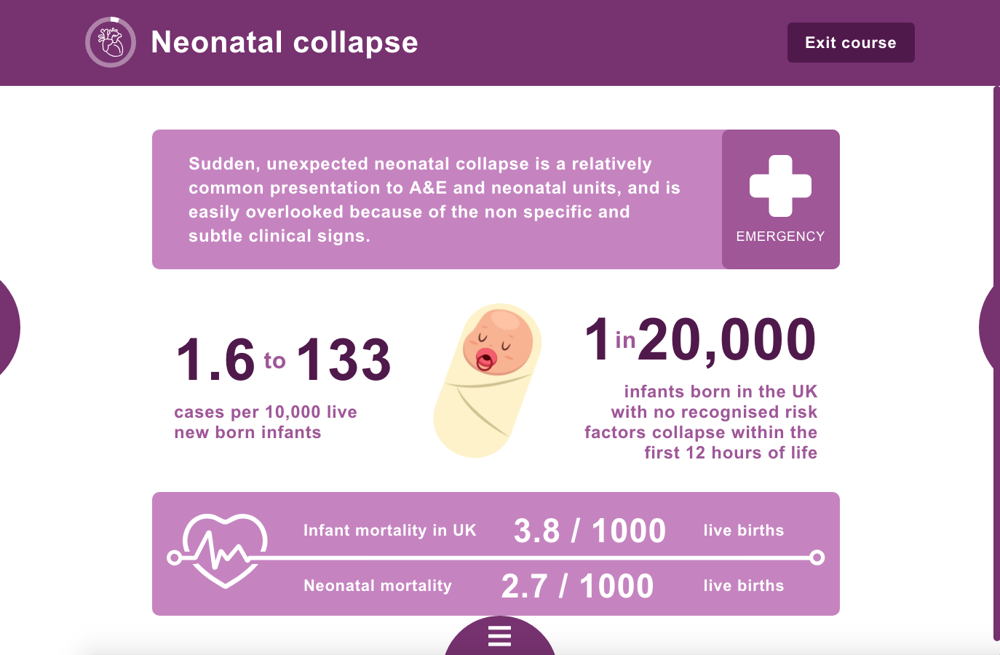 Neonatal collapse
Exit course
Sudden, unexpected neonatal collapse is a relatively
common presentation to A&E and neonatal units, and is
easily overlooked because of the non specific and
subtle clinical signs.
EMERGENCY
1.6 to 133
cases per 10,000 live
new born infants
1 in 20,000
infants born in the UK
with no recognised risk
factors collapse within the
first 12 hours of life
Infant mortality in UK 3.8 / 1000 live births
Neonatal mortality 2.7 / 1000 live births